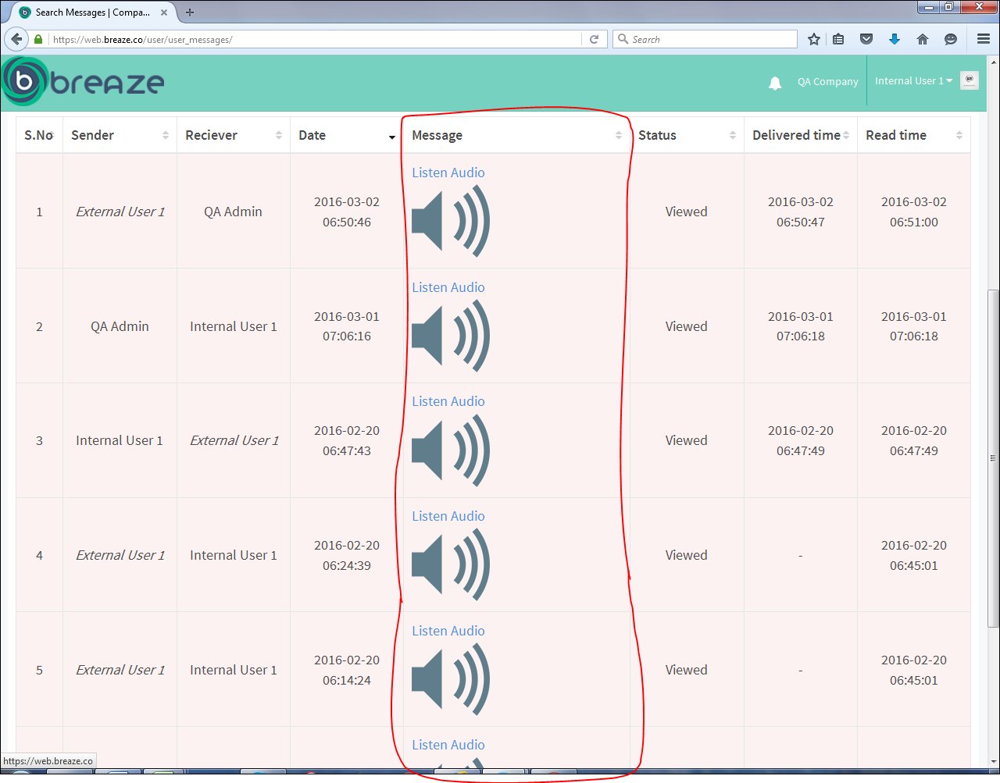 Search Messages | Compa...
https://web.breaze.co/user/user_messages/
Search
b breaze
QA Company
Internal User 1
S.No Sender Reciever Date Message Status Delivered time Read time
Listen Audio
1 External User 1 QA Admin 2016-03-02 06:50:46 Viewed 2016-03-02 06:50:47 2016-03-02 06:51:00
Listen Audio
2 QA Admin Internal User 1 2016-03-01 07:06:16 Viewed 2016-03-01 07:06:18 2016-03-01 07:06:18
Listen Audio
3 Internal User 1 External User 1 2016-02-20 06:47:43 Viewed 2016-02-20 06:47:49 2016-02-20 06:47:49
Listen Audio
4 External User 1 Internal User 1 2016-02-20 06:24:39 Viewed - 2016-02-20 06:45:01
Listen Audio
5 External User 1 Internal User 1 2016-02-20 06:14:24 Viewed - 2016-02-20 06:45:01
Listen Audio
https://web.breaze.co